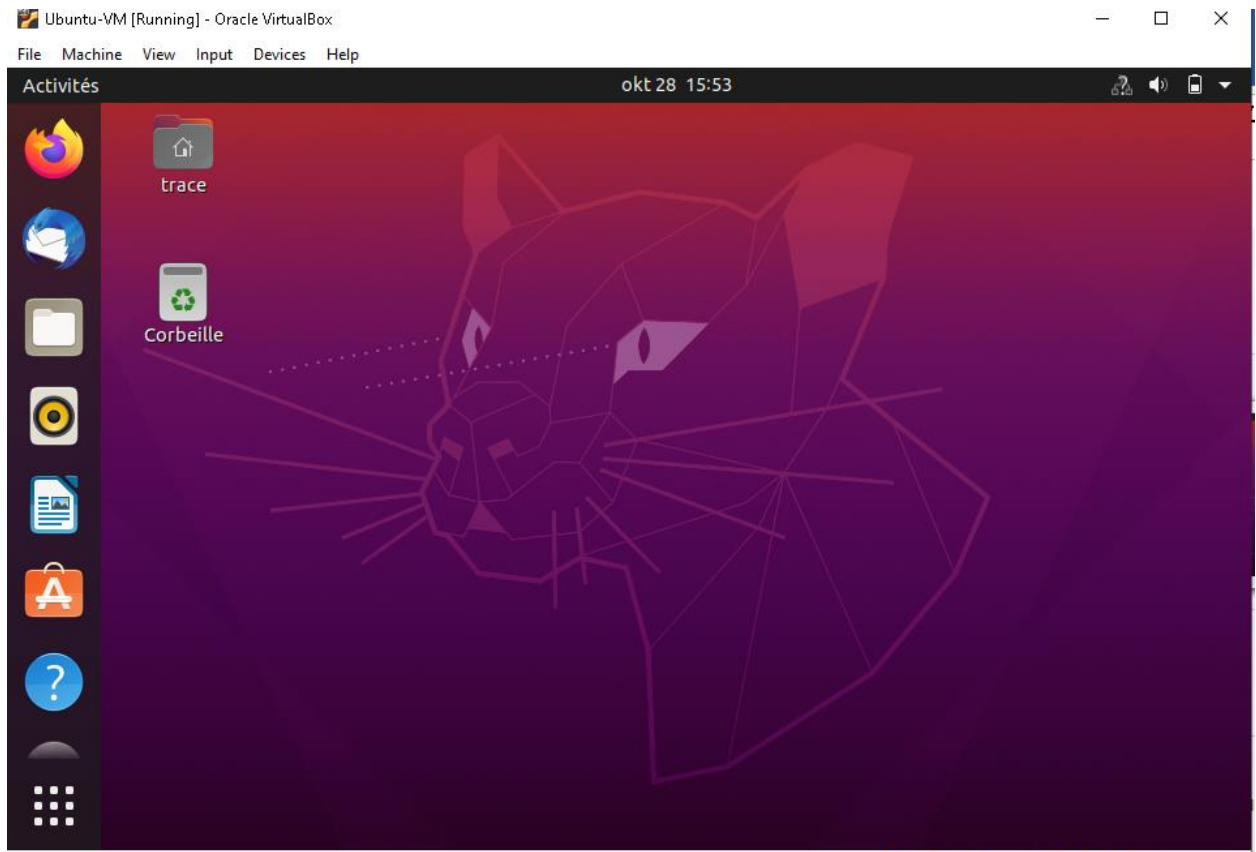 Ubuntu-VM [Running] - Oracle VirtualBox
File Machine View Input Devices Help
Activités okt 28 15:53
trace
Corbeille